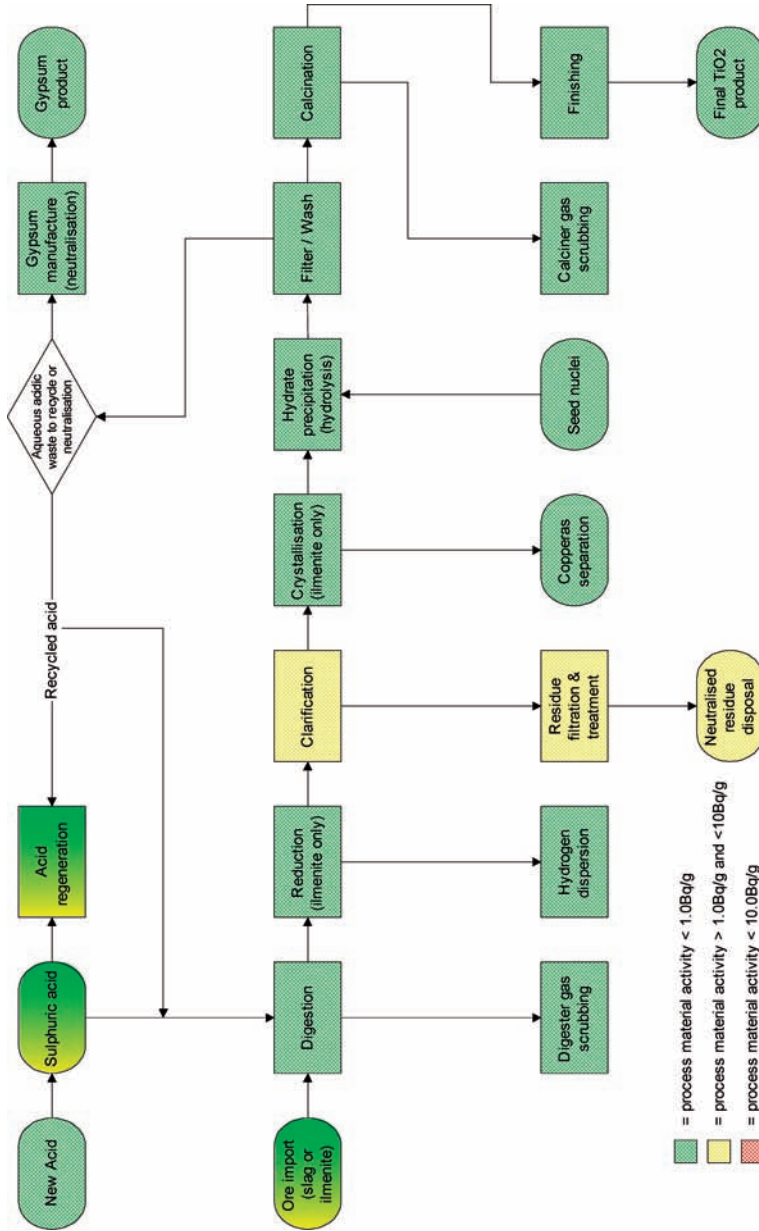 New Acid
Sulphuric acid
Acid
regeneration
Recycled acid
Aqueous acidic
waste to recycle or
neutralisation
Gypsum
manufacture
(neutralisation)
Gypsum
product
Ore import
(slag or
ilmenite)
Digestion
Reduction
(ilmenite only)
Clarification
Crystallisation
(ilmenite only)
Hydrate
precipitation
(hydrolysis)
Filter / Wash
Calcination
Digester gas
scrubbing
Hydrogen
dispersion
Residue
filtration &
treatment
Copperas
separation
Seed nuclei
Calciner gas
scrubbing
Finishing
Neutralised
residue
disposal
Final TiO2
product
= process material activity < 1.0Bq/g
= process material activity > 1.0Bq/g and <10Bq/g
= process material activity < 10.0Bq/g